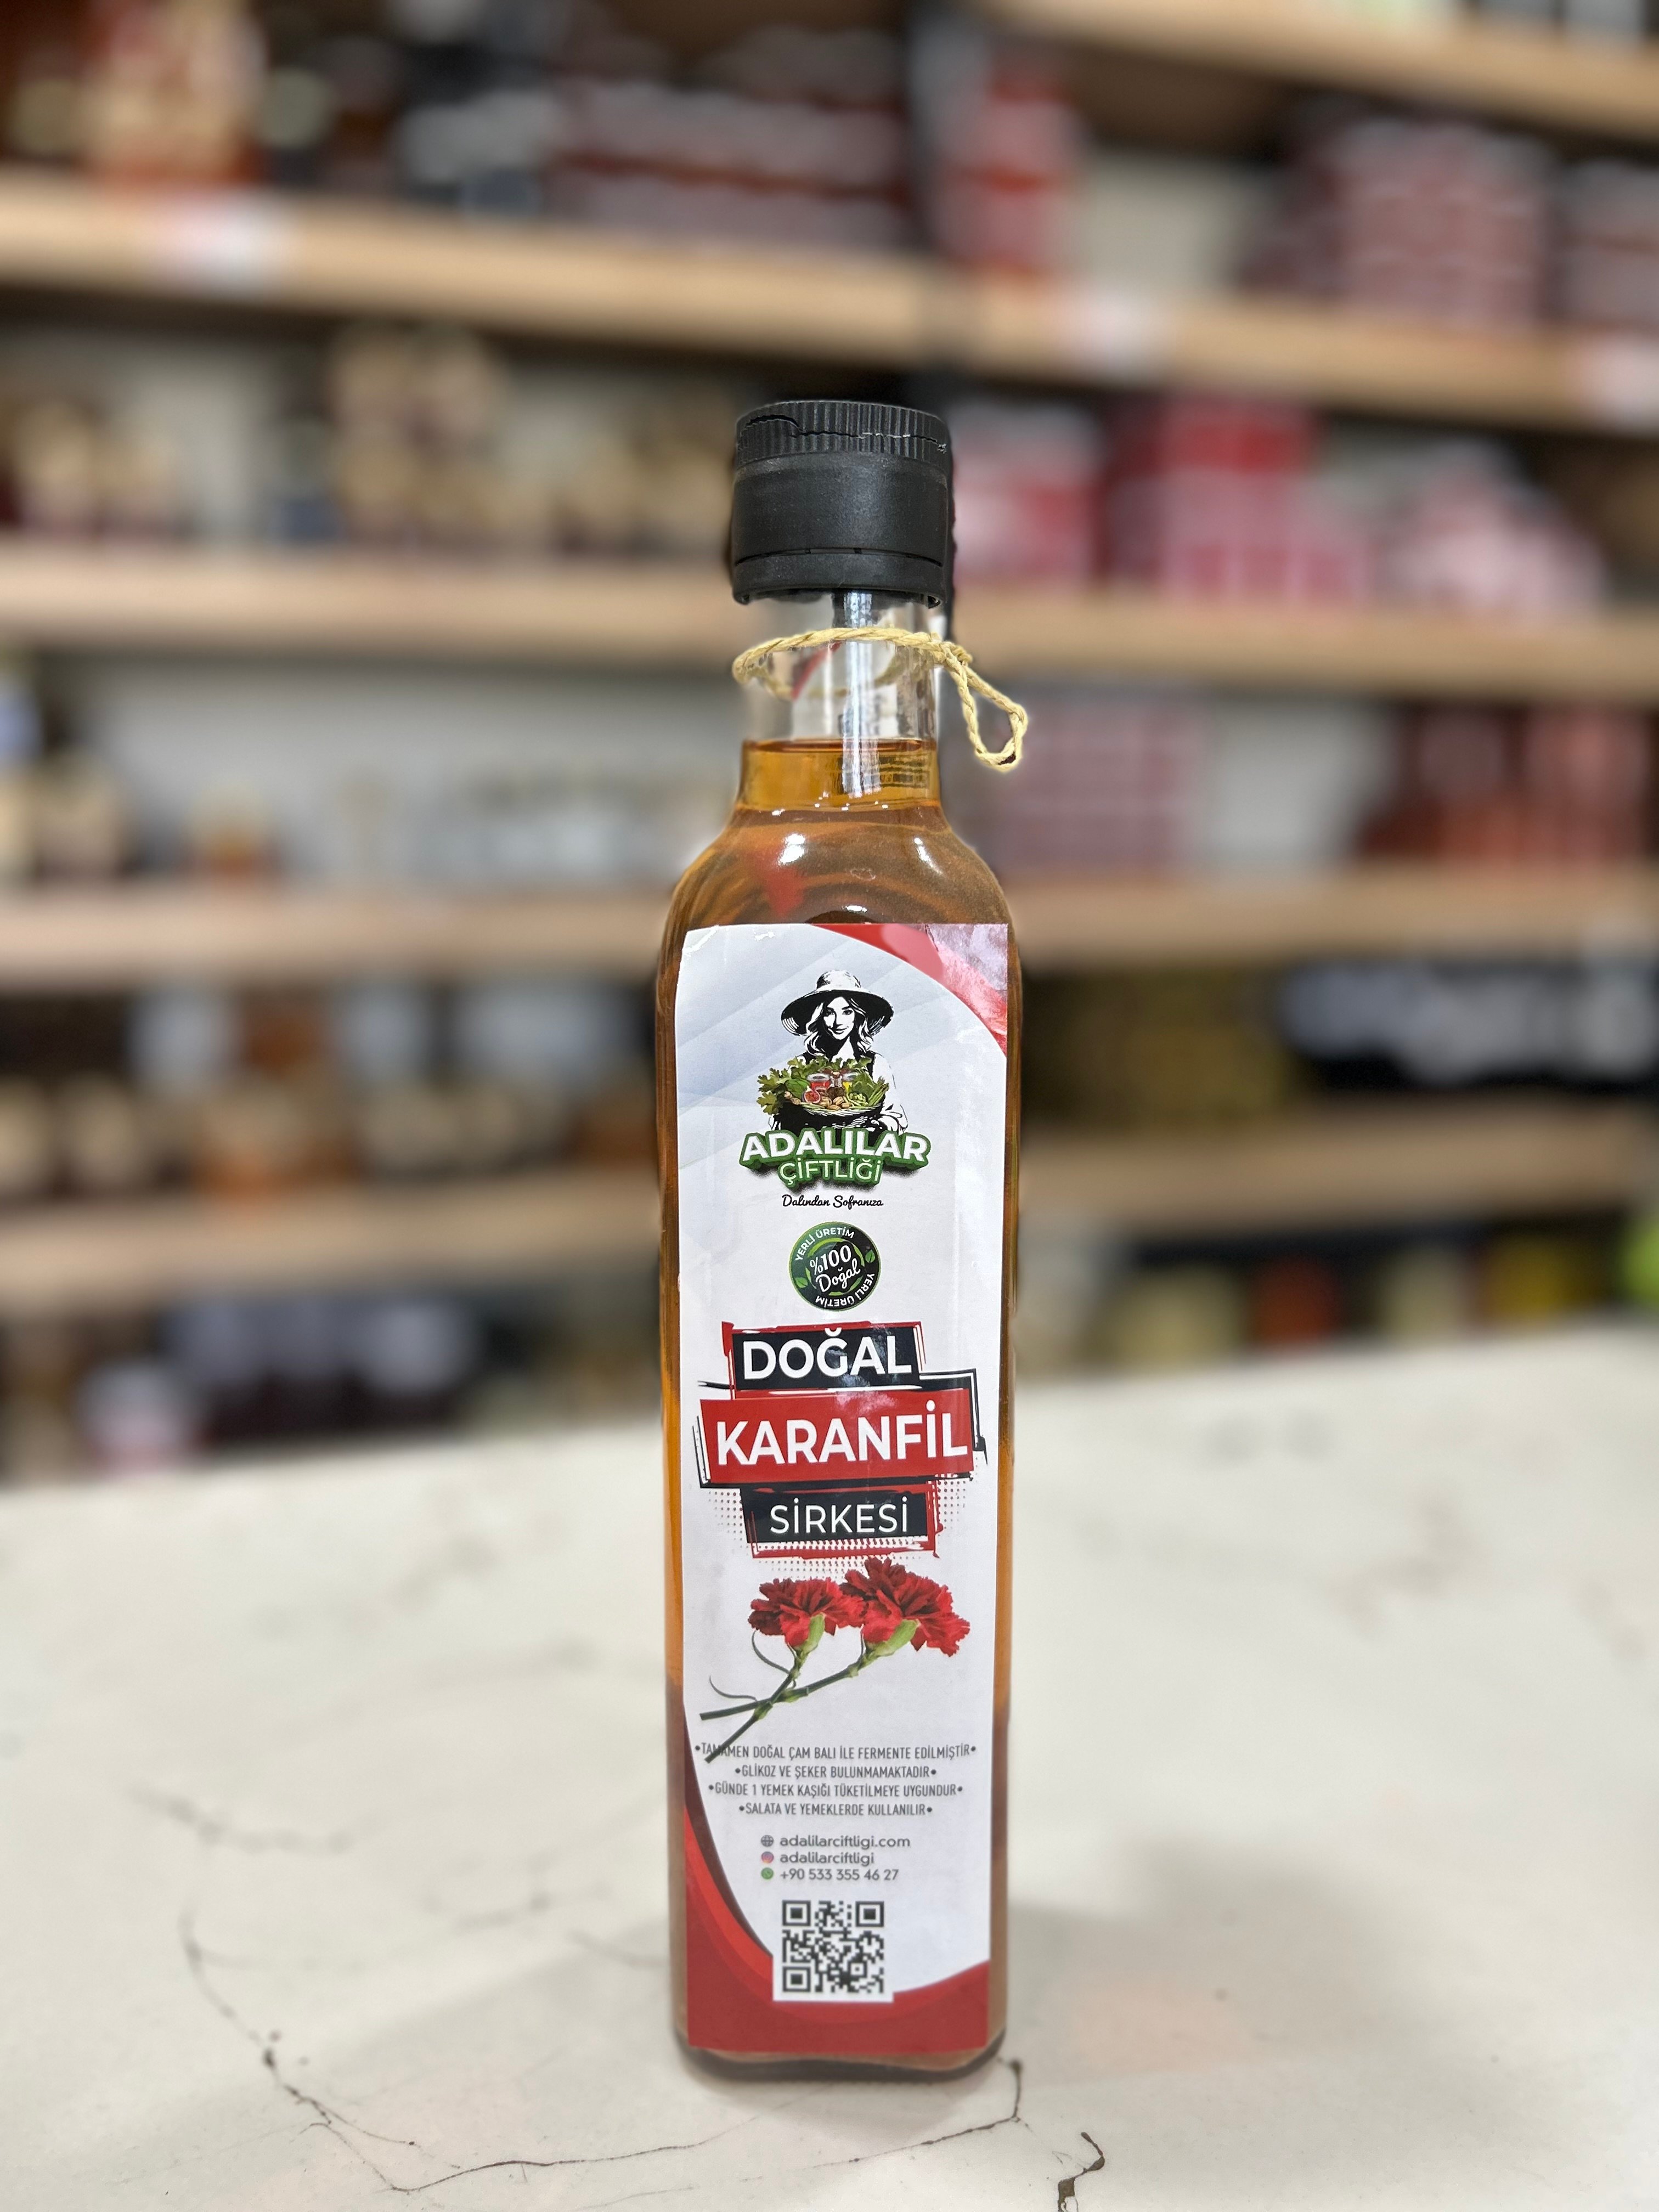 ADALILAR
ÇİFTLİĞİ
Dalından Sofranıza
YERLİ ÜRETİM
%100
Doğal
YERLİ ÜRETİM
DOĞAL
KARANFİL
SİRKESİ
•TAMAMEN DOĞAL ÇAM BALI İLE FERMENTE EDİLMİŞTİR•
•GLİKOZ VE ŞEKER BULUNMAMAKTADIR•
•GÜNDE 1 YEMEK KAŞIĞI TÜKETİLMEYE UYGUNDUR•
•SALATA VE YEMEKLERDE KULLANILIR•
adalilarciftligi.com
adalilarciftligi
+90 533 355 46 27